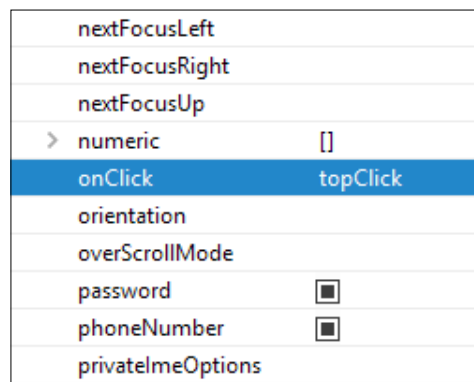 nextFocusLeft
nextFocusRight
nextFocusUp
numeric []
onClick topClick
orientation
overScrollMode
password
phoneNumber
privateImeOptions